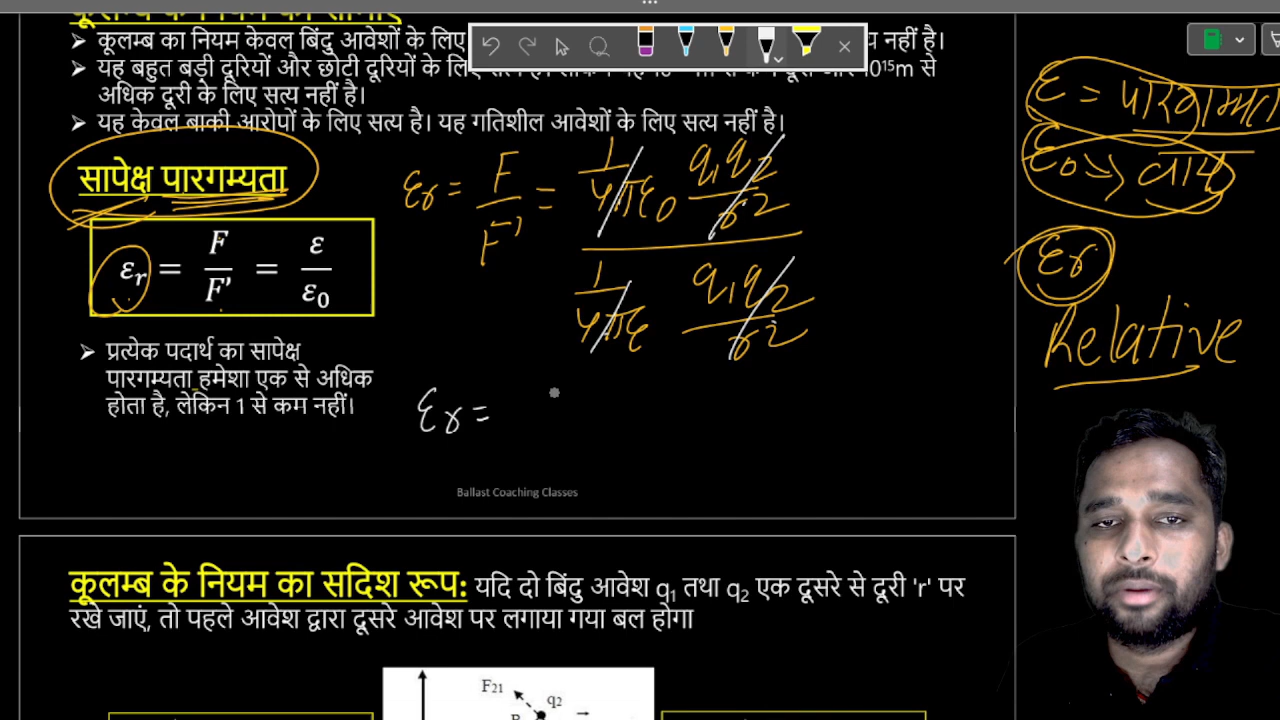 कूलम्ब के नियम की सीमाएं
➤ कूलम्ब का नियम केवल बिंदु आवेशों के लिए
य नहीं है।
➤ यह बहुत बड़ी दूरियों और छोटी दूरियों के लिए
10¹⁵m से
अधिक दूरी के लिए सत्य नहीं है।
➤ यह केवल बाकी आरोपों के लिए सत्य है। यह गतिशील आवेशों के लिए सत्य नहीं है।
सापेक्ष पारगम्यता
εr = F/F' = ε/ε0
➤ प्रत्येक पदार्थ का सापेक्ष
पारगम्यता हमेशा एक से अधिक
होता है, लेकिन 1 से कम नहीं।
εr = F/F' = (1/4πε0 q1q2/r2)/(1/4πε q1q2/r2)
εr =
ε = पारगम्यता
ε0 => वायु
εr
Relative
Ballast Coaching Classes
कूलम्ब के नियम का सदिश रूप: यदि दो बिंदु आवेश q₁ तथा q₂ एक दूसरे से दूरी 'r' पर
रखे जाएं, तो पहले आवेश द्वारा दूसरे आवेश पर लगाया गया बल होगा
F21
q2